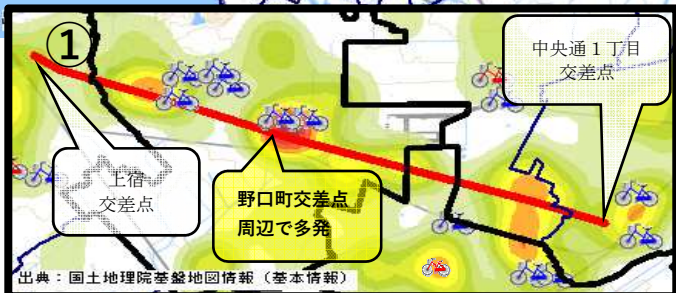 ①
中央通1丁目
交差点
上宿
交差点
野口町交差点
周辺で多発
出典：国土地理院基盤地図情報（基本情報）